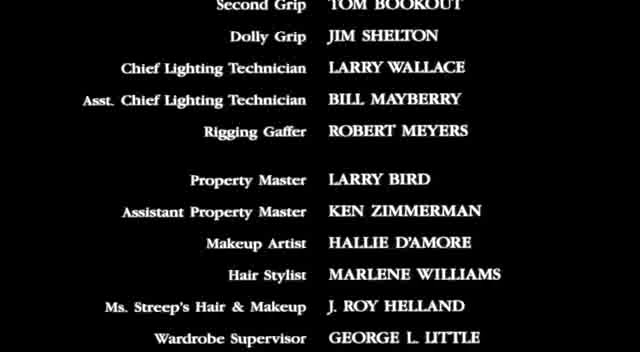 Second Grip TOM BOOKOUT
Dolly Grip JIM SHELTON
Chief Lighting Technician LARRY WALLACE
Asst. Chief Lighting Technician BILL MAYBERRY
Rigging Gaffer ROBERT MEYERS
Property Master LARRY BIRD
Assistant Property Master KEN ZIMMERMAN
Makeup Artist HALLIE D'AMORE
Hair Stylist MARLENE WILLIAMS
Ms. Streep's Hair & Makeup J. ROY HELLAND
Wardrobe Supervisor GEORGE L. LITTLE